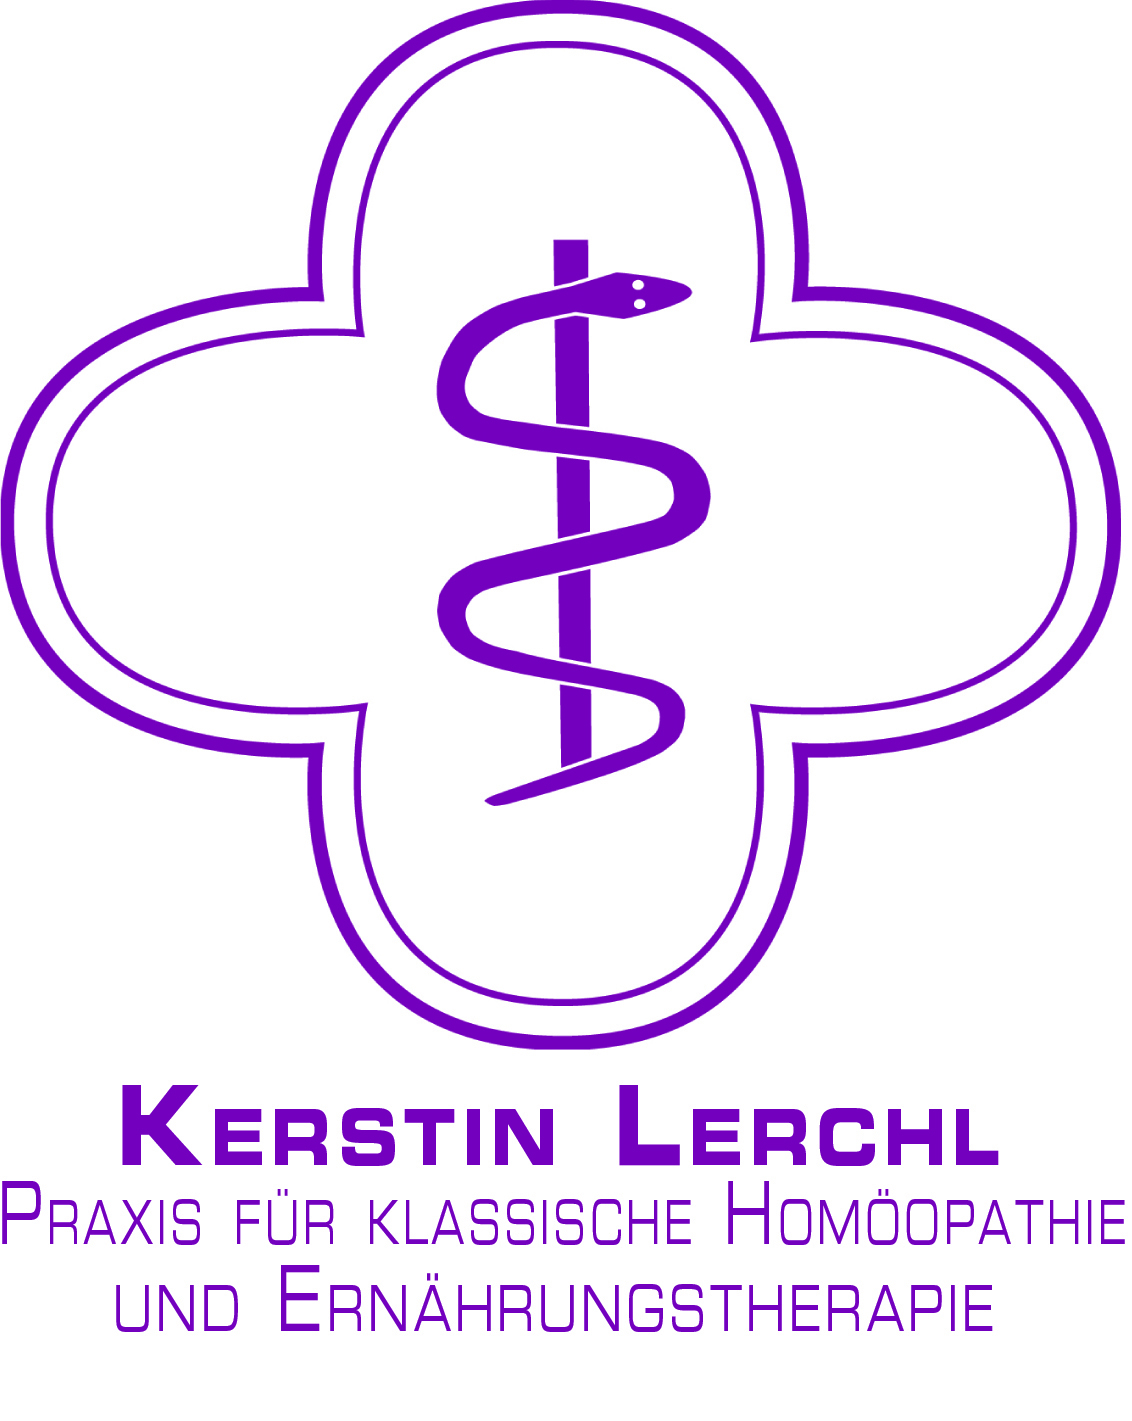 Kerstin Lerchl
Praxis für klassische Homöopathie
und Ernährungstherapie